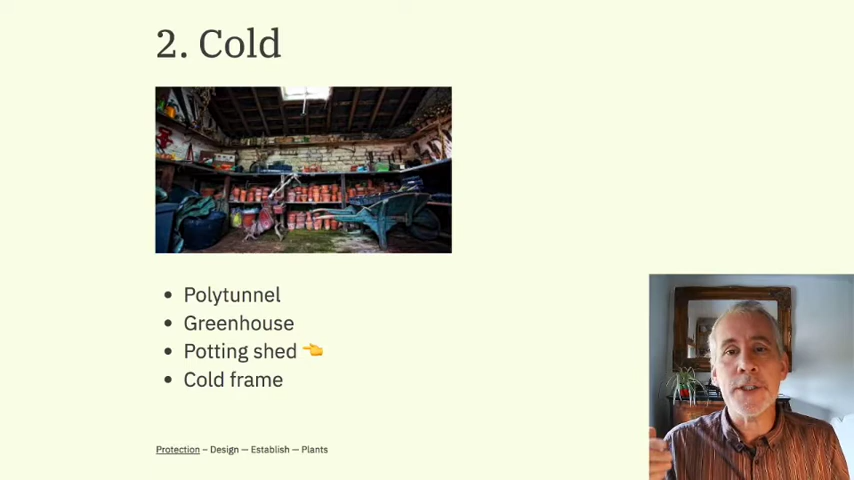 2. Cold
• Polytunnel
• Greenhouse
• Potting shed 👈
• Cold frame
Protection – Design — Establish — Plants